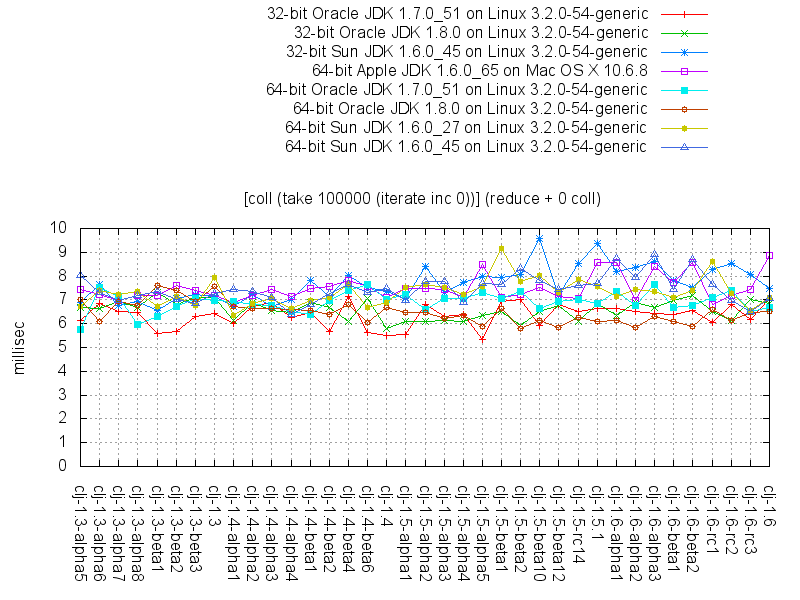 32-bit Oracle JDK 1.7.0_51 on Linux 3.2.0-54-generic
32-bit Oracle JDK 1.8.0 on Linux 3.2.0-54-generic
32-bit Sun JDK 1.6.0_45 on Linux 3.2.0-54-generic
64-bit Apple JDK 1.6.0_65 on Mac OS X 10.6.8
64-bit Oracle JDK 1.7.0_51 on Linux 3.2.0-54-generic
64-bit Oracle JDK 1.8.0 on Linux 3.2.0-54-generic
64-bit Sun JDK 1.6.0_27 on Linux 3.2.0-54-generic
64-bit Sun JDK 1.6.0_45 on Linux 3.2.0-54-generic
[coll (take 100000 (iterate inc 0))] (reduce + 0 coll)
millisec
10
9
8
7
6
5
4
3
2
1
0
clj-1.3-alpha5
clj-1.3-alpha6
clj-1.3-alpha7
clj-1.3-alpha8
clj-1.3-beta1
clj-1.3-beta2
clj-1.3-beta3
clj-1.3
clj-1.4-alpha1
clj-1.4-alpha2
clj-1.4-alpha3
clj-1.4-alpha4
clj-1.4-beta1
clj-1.4-beta2
clj-1.4-beta4
clj-1.4-beta6
clj-1.4
clj-1.5-alpha1
clj-1.5-alpha2
clj-1.5-alpha3
clj-1.5-alpha4
clj-1.5-alpha5
clj-1.5-beta1
clj-1.5-beta2
clj-1.5-beta10
clj-1.5-beta12
clj-1.5-rc14
clj-1.5.1
clj-1.6-alpha1
clj-1.6-alpha2
clj-1.6-alpha3
clj-1.6-beta1
clj-1.6-beta2
clj-1.6-rc1
clj-1.6-rc2
clj-1.6-rc3
clj-1.6